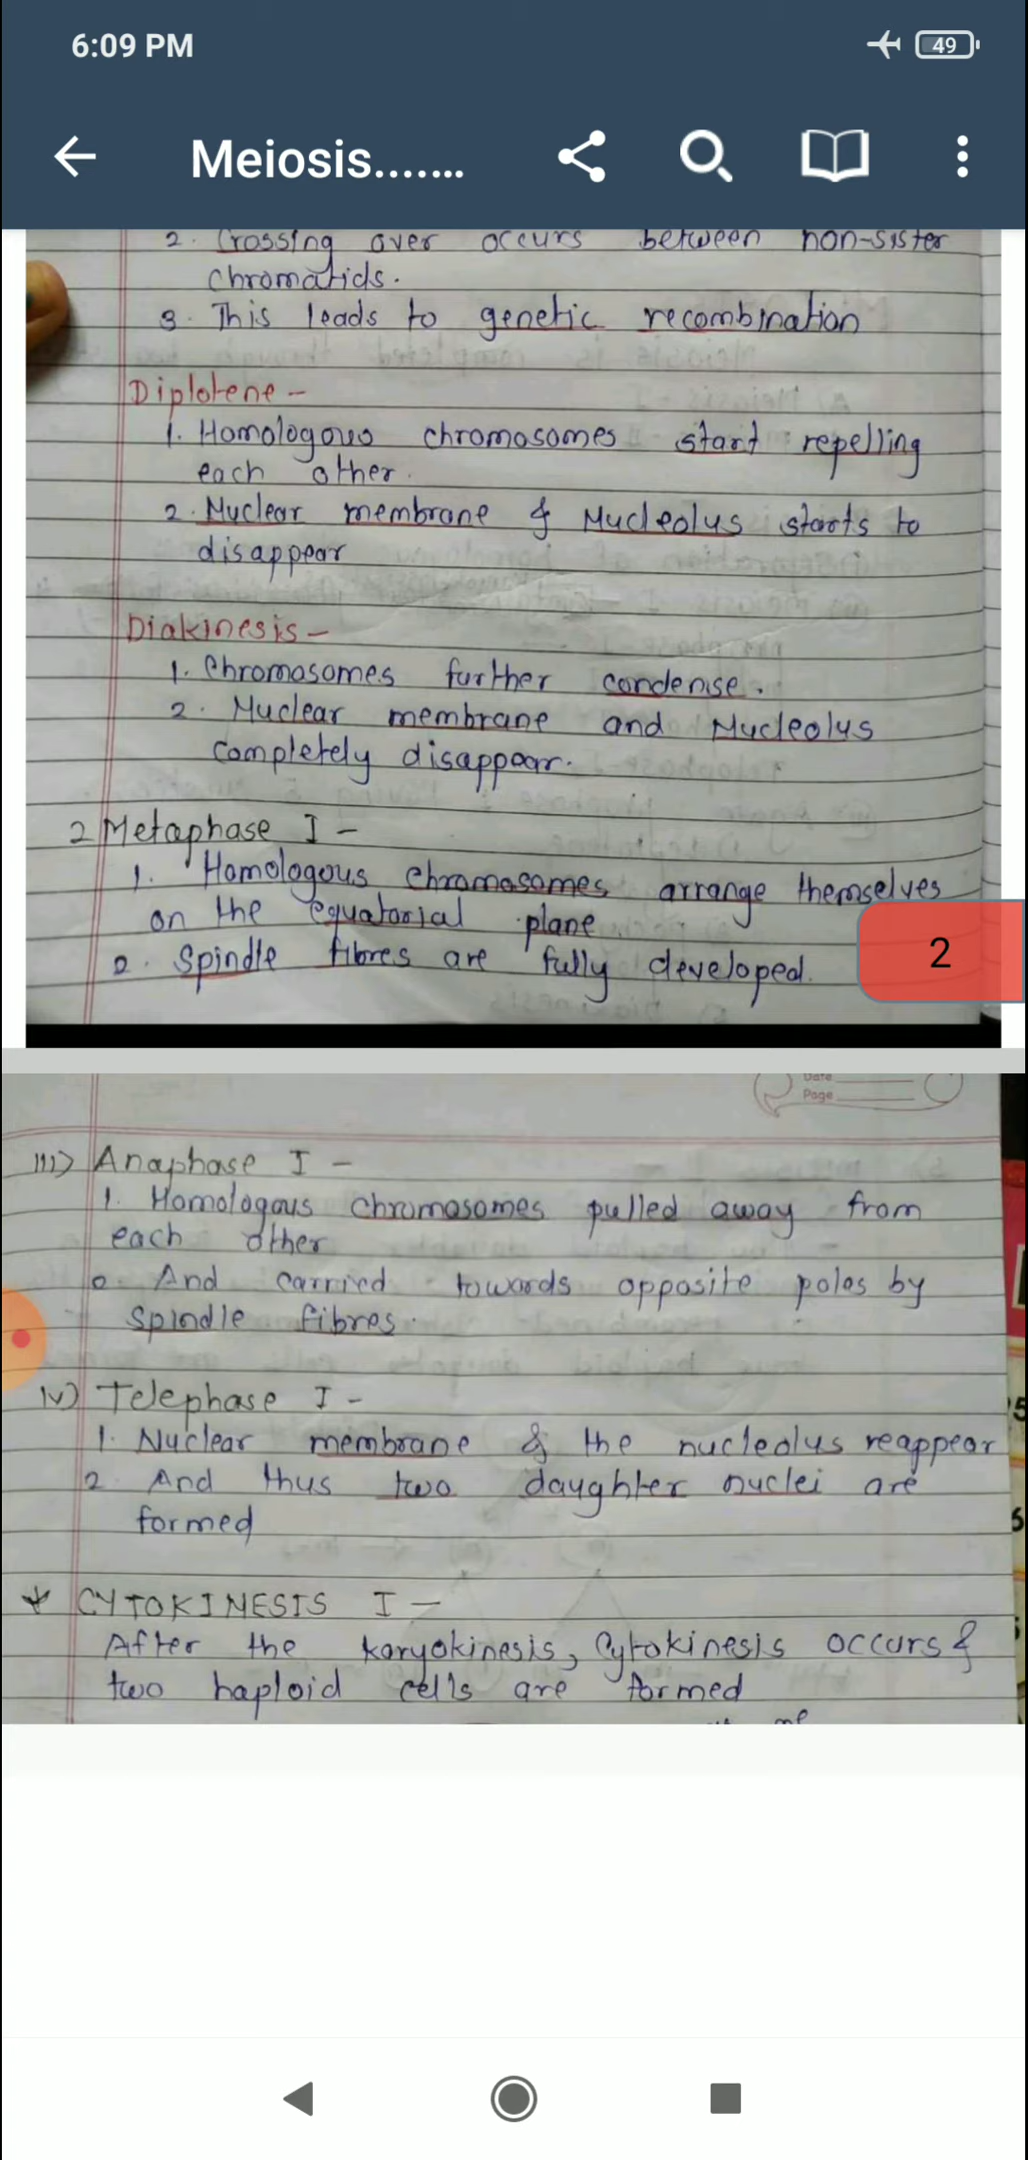 6:09 PM
49
Meiosis.......
2. Crossing over occurs between non-sister
chromatids.
3. This leads to genetic recombination
Diplotene -
1. Homologous chromosomes start repelling
each other.
2. Nuclear membrane & Nucleolus starts to
disappear
Diakinesis -
1. Chromosomes further condense.
2. Nuclear membrane and Nucleolus
completely disappear.
2 Metaphase I -
1. Homologous chromosomes arrange themselves
on the equatorial plane.
2. Spindle fibres are fully developed.
2
Date
Page
iii) Anaphase I -
1. Homologous chromosomes pulled away from
each other
2. And carried towards opposite poles by
spindle fibres.
iv) Telephase I -
1. Nuclear membrane & the nucleolus reappear
2 And thus two daughter nuclei are
formed
* CYTOKINESIS I -
After the karyokinesis, Cytokinesis occurs &
two haploid cells are formed